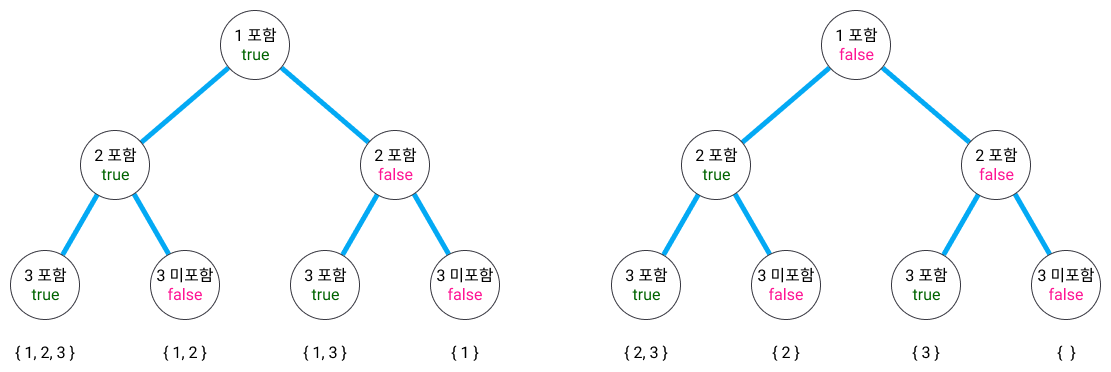 1 포함
true
1 포함
false
2 포함
true
2 포함
false
2 포함
true
2 포함
false
3 포함
true
3 미포함
false
3 포함
true
3 미포함
false
3 포함
true
3 미포함
false
3 포함
true
3 미포함
false
{ 1, 2, 3 }
{ 1, 2 }
{ 1, 3 }
{ 1 }
{ 2, 3 }
{ 2 }
{ 3 }
{ }